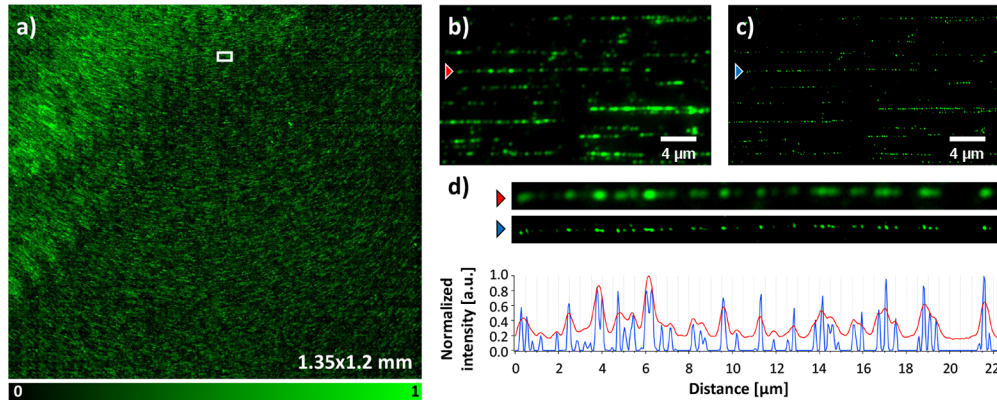 a)
1.35x1.2 mm
0 1
b)
4 µm
c)
4 µm
d)
Normalized
intensity [a.u.]
1.0
0.8
0.6
0.4
0.2
0.0
0 2 4 6 8 10 12 14 16 18 20 22
Distance [µm]